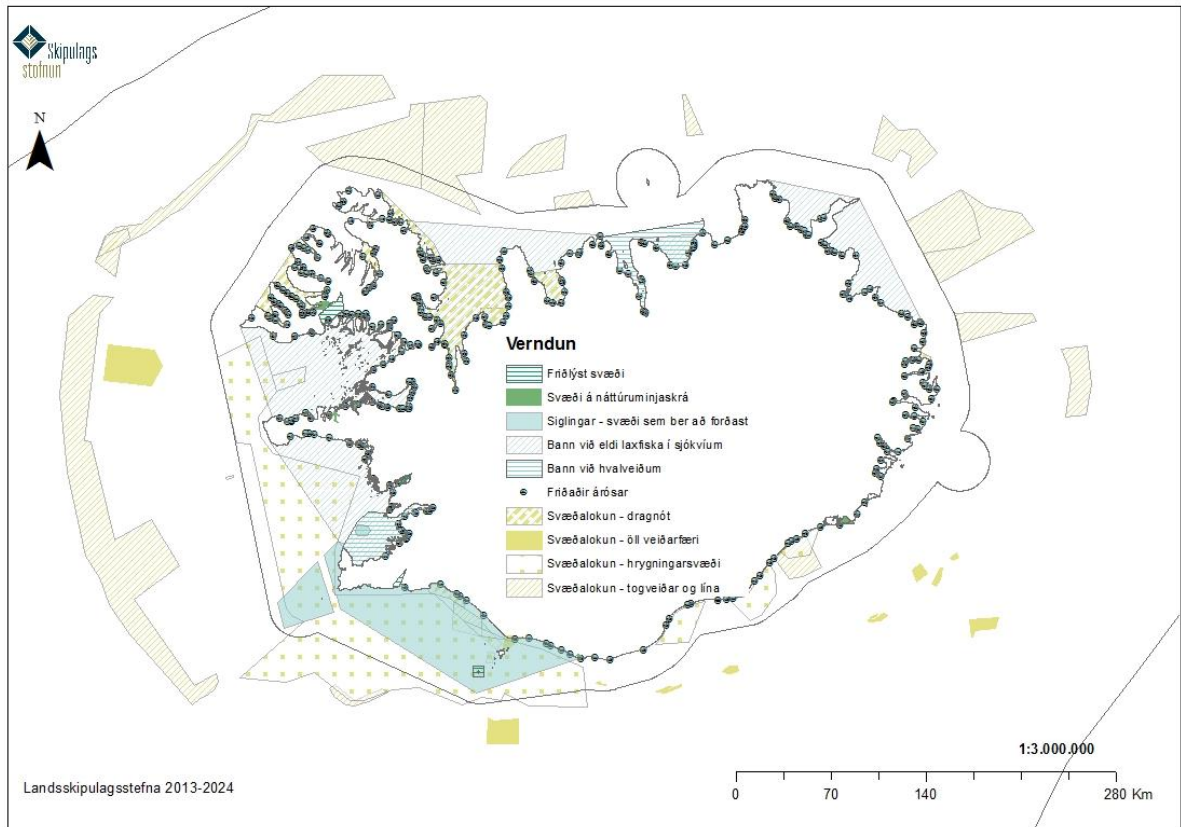 Skipulags
stofnun
N
Verndun
Friðlýst svæði
Svæði á náttúruminjaskrá
Siglingar - svæði sem ber að forðast
Bann við eldi laxfiska í sjókvíum
Bann við hvalveiðum
Friðaðir árósar
Svæðalokun - dragnót
Svæðalokun - öll veiðarfæri
Svæðalokun - hrygningarsvæði
Svæðalokun - togveiðar og lína
1:3.000.000
Landsskipulagsstefna 2013-2024
0 70 140 280 Km